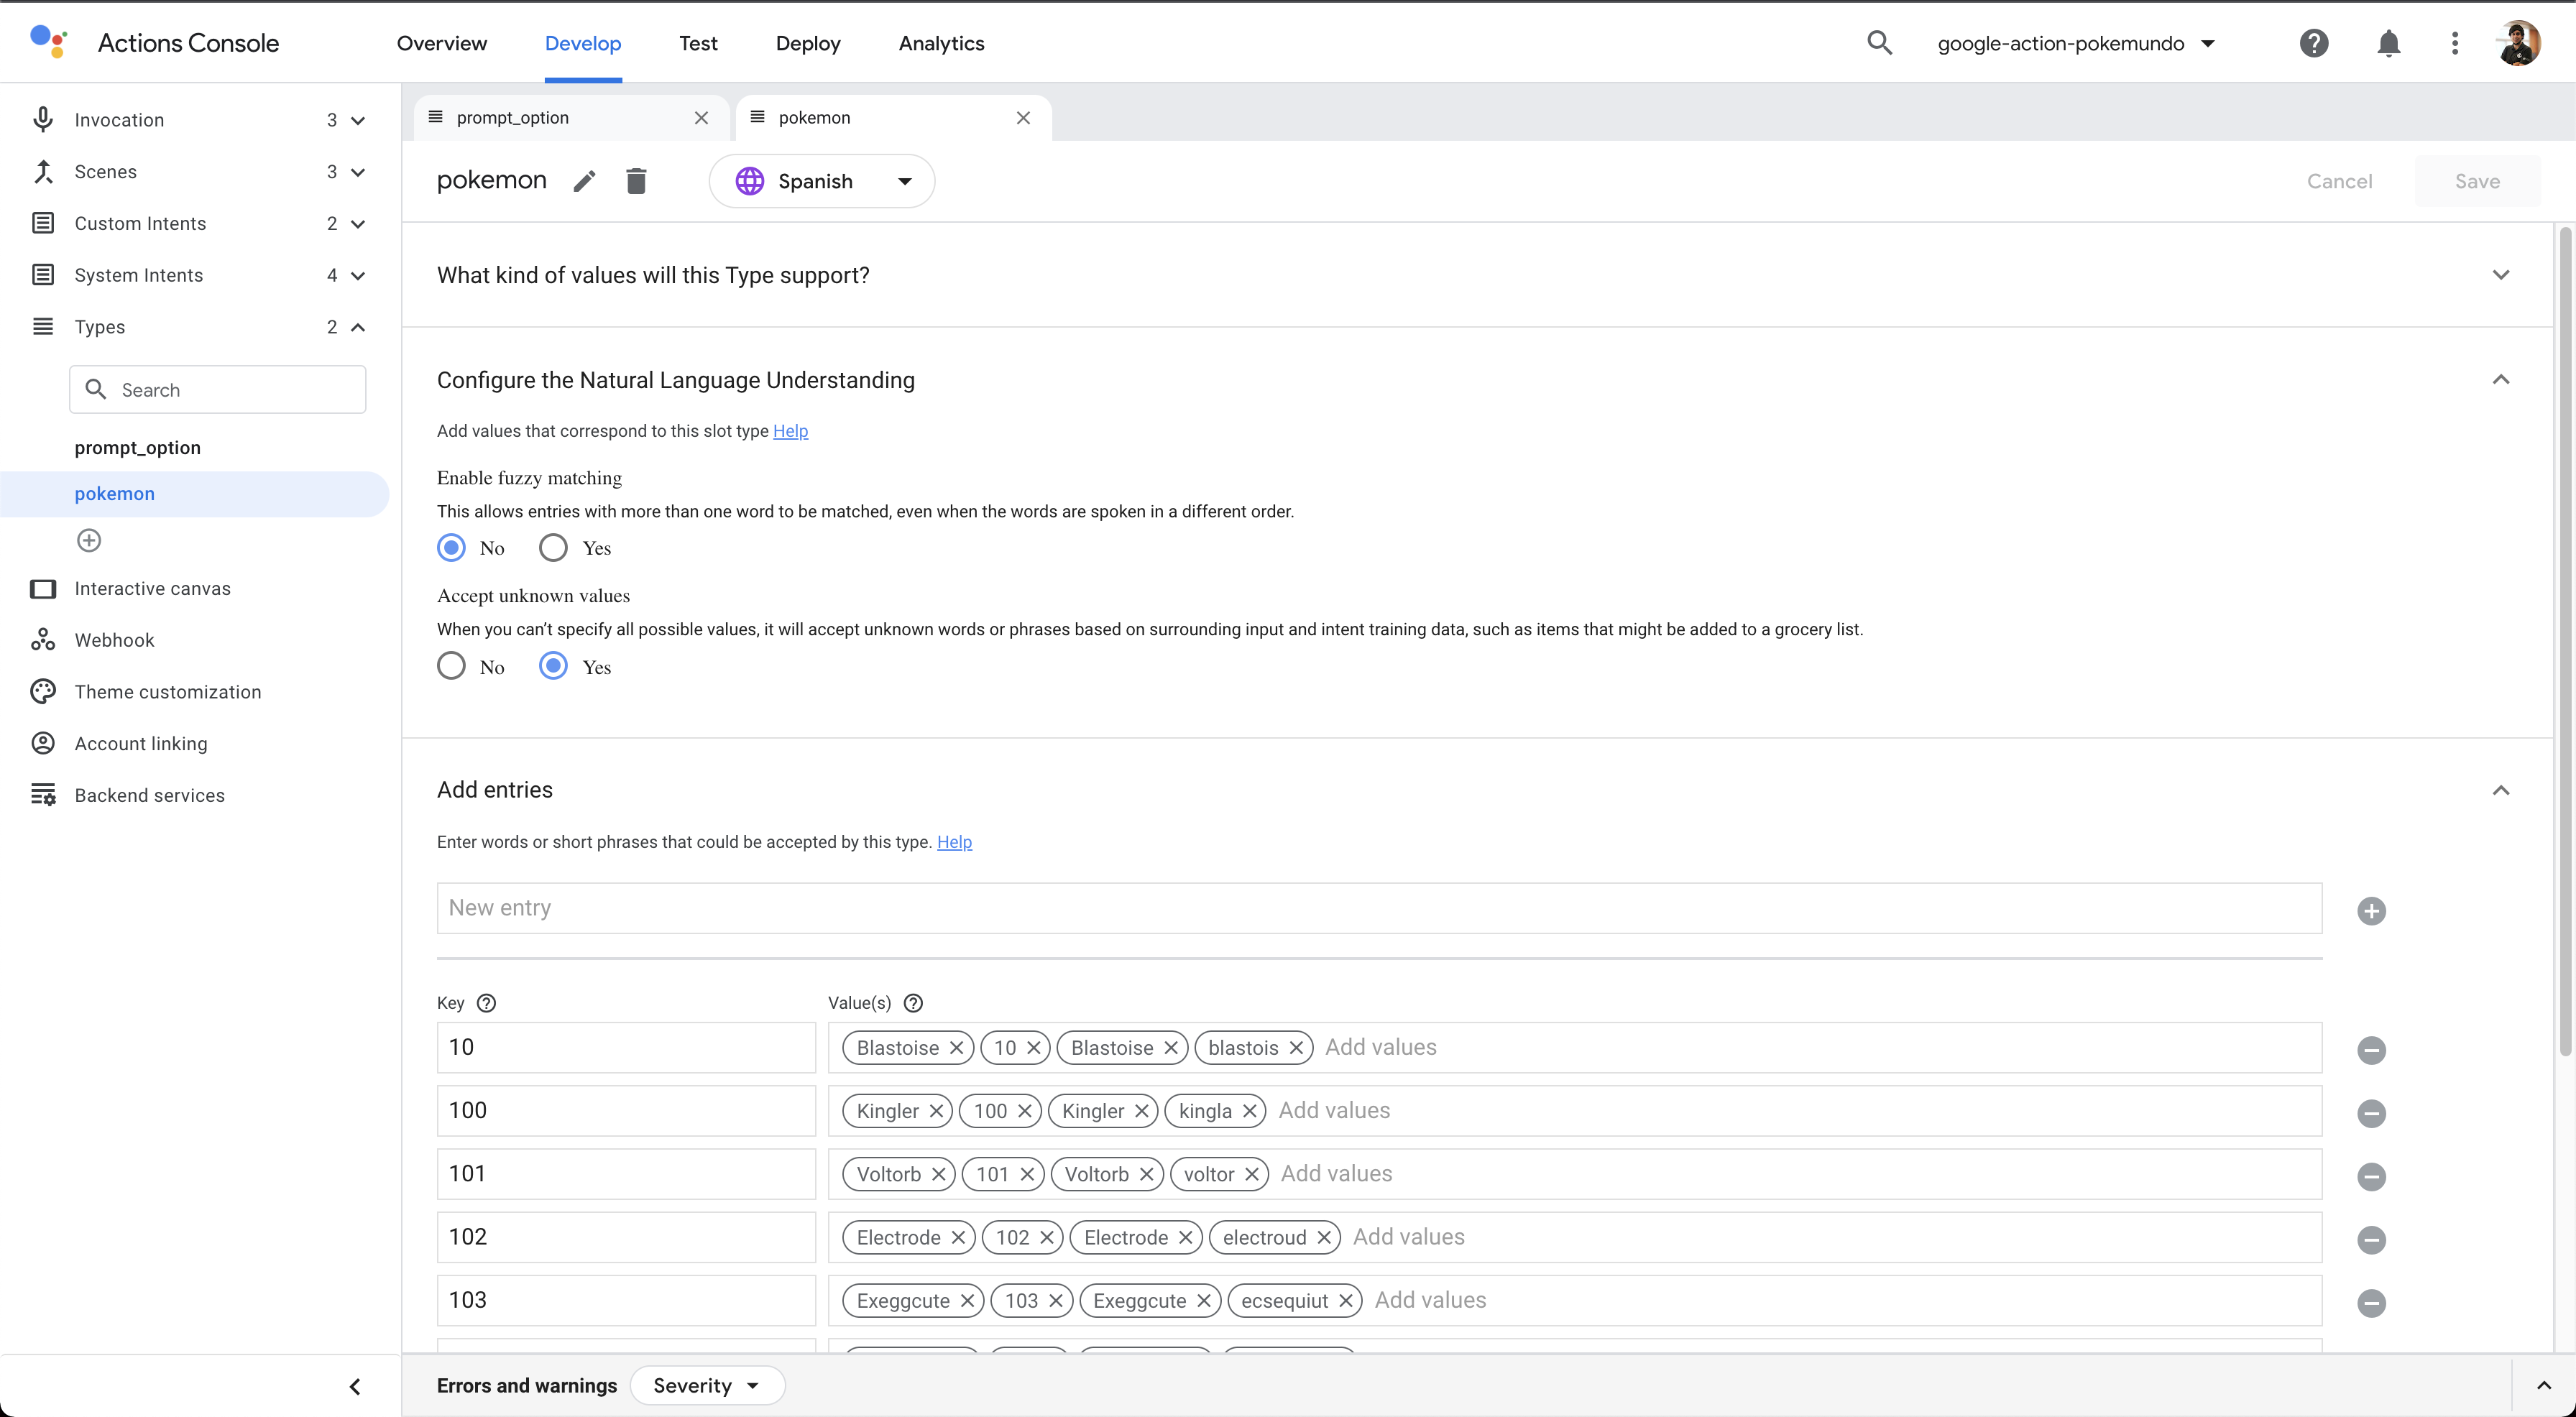 Actions Console
Overview
Develop
Test
Deploy
Analytics
google-action-pokemundo
Invocation 3
Scenes 3
Custom Intents 2
System Intents 4
Types 2
Search
prompt_option
pokemon
Interactive canvas
Webhook
Theme customization
Account linking
Backend services
prompt_option
pokemon
pokemon
Spanish
Cancel
Save
What kind of values will this Type support?
Configure the Natural Language Understanding
Add values that correspond to this slot type Help
Enable fuzzy matching
This allows entries with more than one word to be matched, even when the words are spoken in a different order.
No Yes
Accept unknown values
When you can’t specify all possible values, it will accept unknown words or phrases based on surrounding input and intent training data, such as items that might be added to a grocery list.
No Yes
Add entries
Enter words or short phrases that could be accepted by this type. Help
New entry
Key Value(s)
10 Blastoise 10 Blastoise blastois Add values
100 Kingler 100 Kingler kingla Add values
101 Voltorb 101 Voltorb voltor Add values
102 Electrode 102 Electrode electroud Add values
103 Exeggcute 103 Exeggcute ecsequiut Add values
Errors and warnings Severity